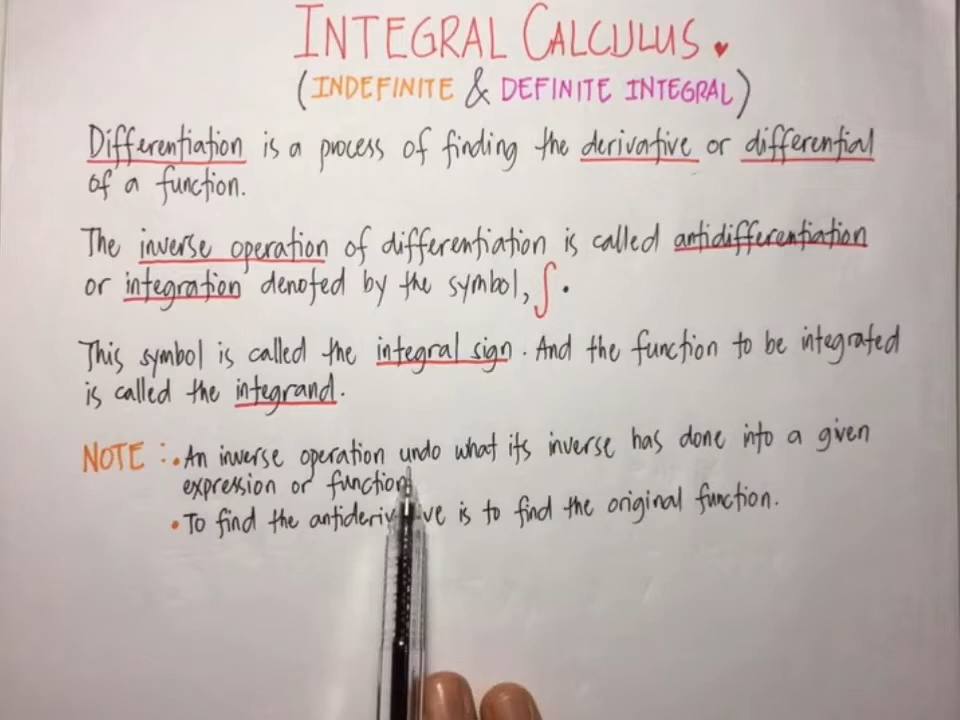 INTEGRAL CALCULUS.
(INDEFINITE & DEFINITE INTEGRAL)
Differentiation is a process of finding the derivative or differential
of a function.
The inverse operation of differentiation is called antidifferentiation
or integration denoted by the symbol, ∫.
This symbol is called the integral sign. And the function to be integrated
is called the integrand.
NOTE: • An inverse operation undo what its inverse has done into a given
expression or function
• To find the antiderivative is to find the original function.